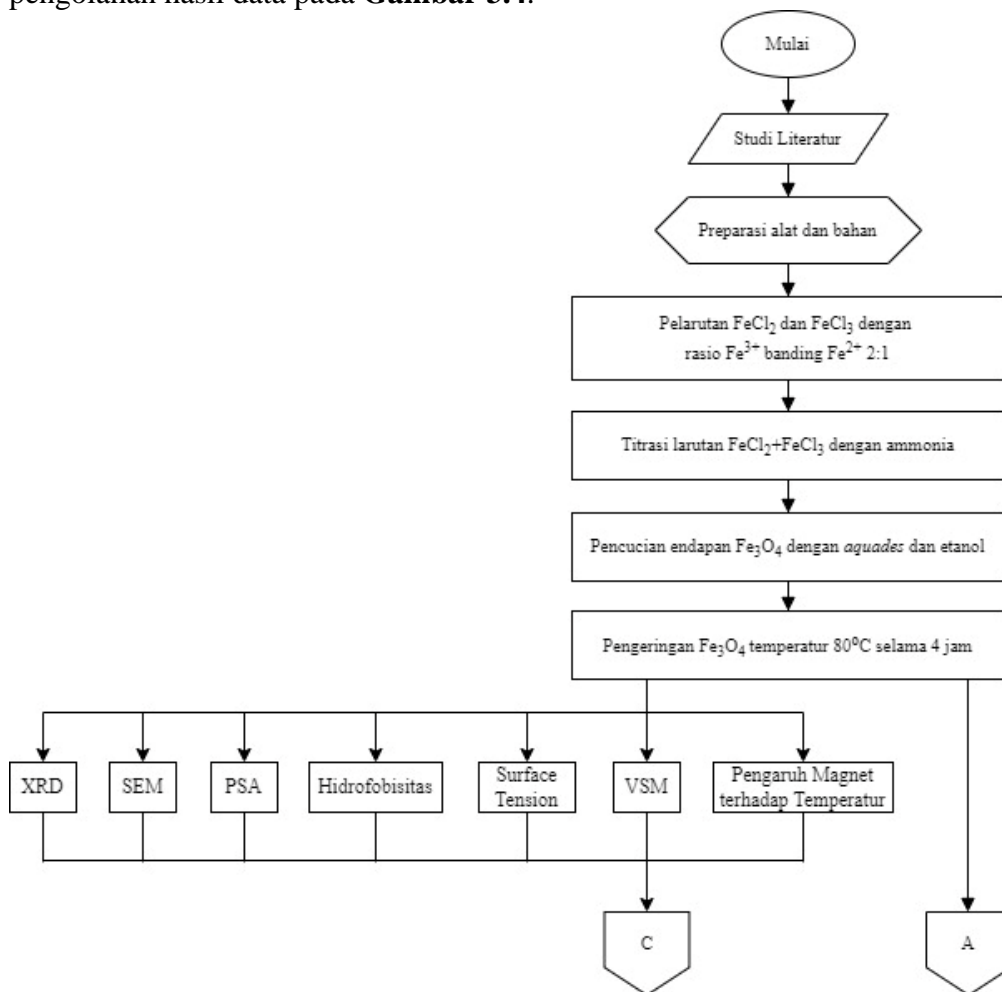 pengolahan hasil data pada Gambar 3.4.
Mulai
Studi Literatur
Preparasi alat dan bahan
Pelarutan FeCl₂ dan FeCl₃ dengan
rasio Fe³⁺ banding Fe²⁺ 2:1
Titrasi larutan FeCl₂+FeCl₃ dengan ammonia
Pencucian endapan Fe₃O₄ dengan aquades dan etanol
Pengeringan Fe₃O₄ temperatur 80⁰C selama 4 jam
XRD
SEM
PSA
Hidrofobisitas
Surface
Tension
VSM
Pengaruh Magnet
terhadap Temperatur
C
A